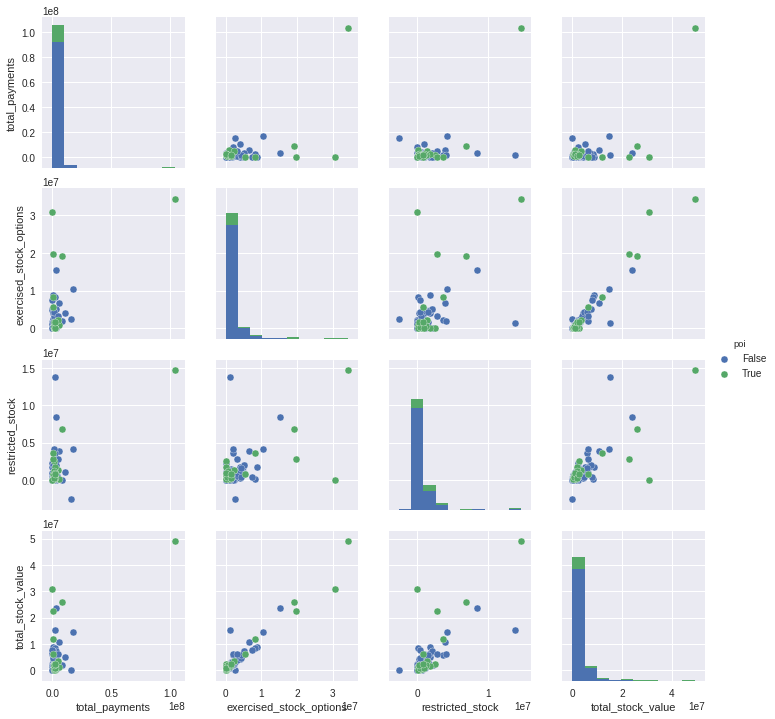 1e8
1.0
0.8
0.6
0.4
0.2
0.0
total_payments
1e7
3
2
1
0
exercised_stock_options
poi
False
True
1e7
1.5
1.0
0.5
0.0
restricted_stock
1e7
5
4
3
2
1
0
total_stock_value
0.0 0.5 1.0
1e8
total_payments
0 1 2 3
1e7
exercised_stock_options
0 1
1e7
restricted_stock
0 2 4
1e7
total_stock_value